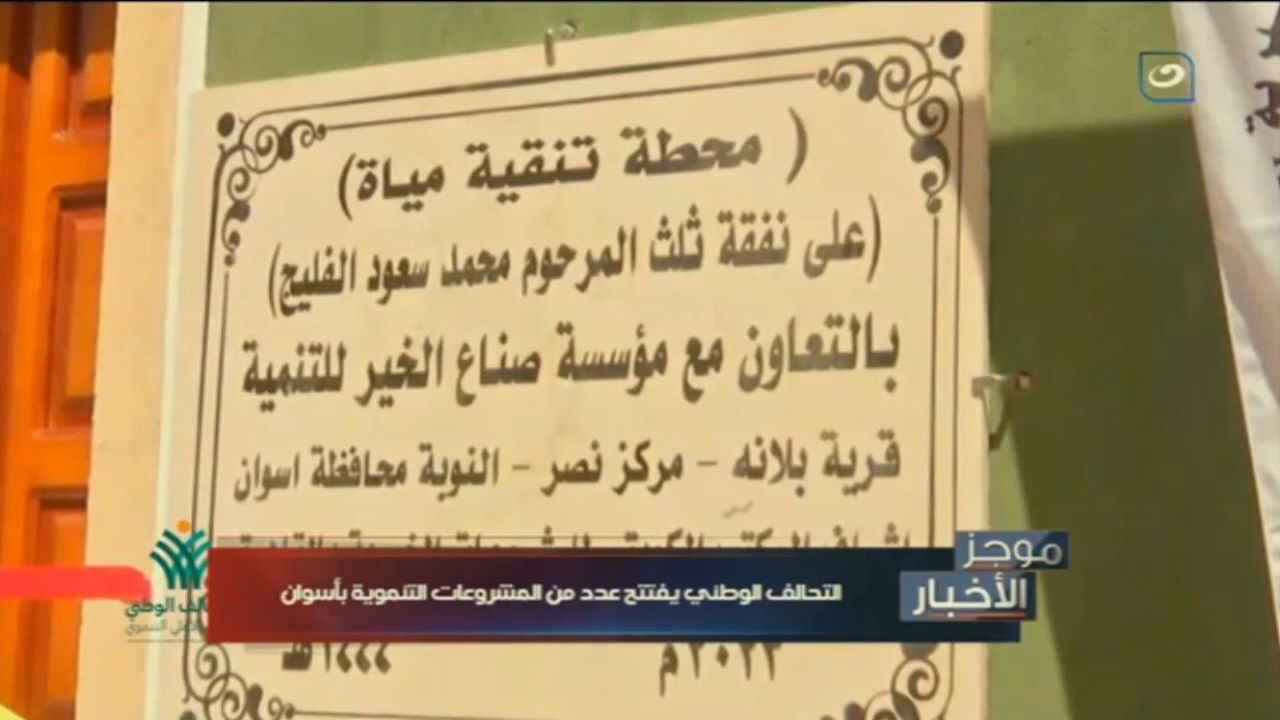 ( محطة تنقية مياة)
(على نفقة ثلث المرحوم محمد سعود الفليج)
بالتعاون مع مؤسسة صناع الخير للتنمية
قرية بلانه - مركز نصر - النوبة محافظة اسوان
موجز
الأخبار
التحالف الوطني يفتتح عدد من المشروعات التنموية بأسوان
الوطني